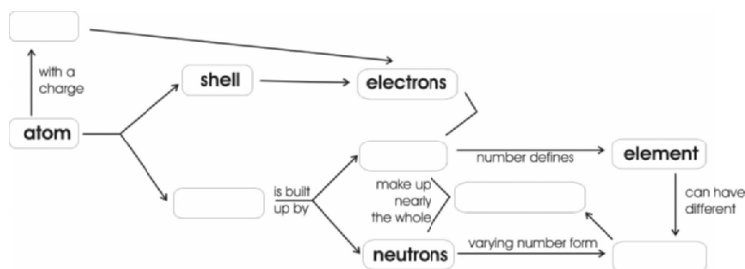 with a
charge
shell
electrons
atom
number defines
element
is built
up by
make up
nearly
the whole
can have
different
neutrons
varying number form